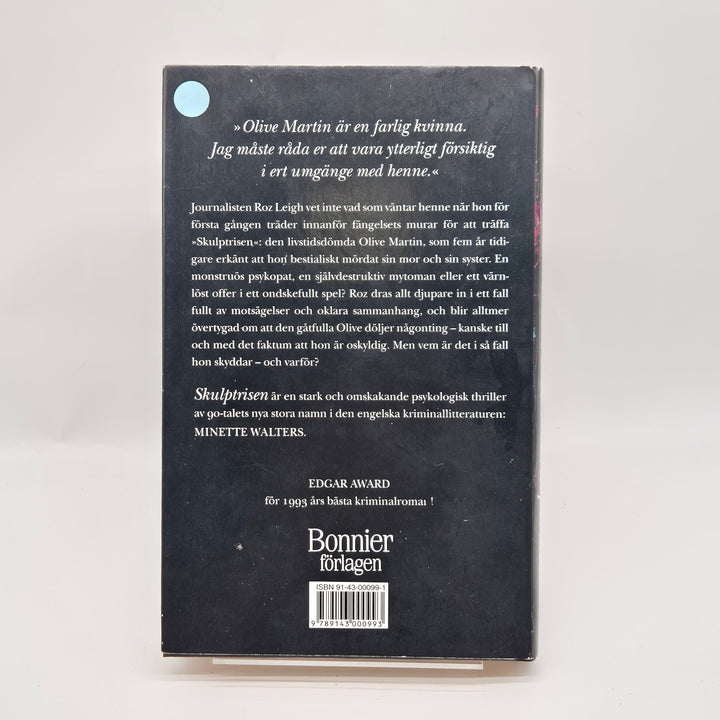 »Olive Martin är en farlig kvinna.
Jag måste råda er att vara ytterligt försiktig
i ert umgänge med henne.«
Journalisten Roz Leigh vet inte vad som väntar henne när hon för
första gången träder innanför fängelsets murar för att träffa
»Skulptrisen«: den livstidsdömda Olive Martin, som fem år tidi-
gare erkänt att hon bestialiskt mördat sin mor och sin syster. En
monstruös psykopat, en självdestruktiv mytoman eller ett värn-
löst offer i ett ondskefullt spel? Roz dras allt djupare in i ett fall
fullt av motsägelser och oklara sammanhang, och blir alltmer
övertygad om att den gåtfulla Olive döljer någonting – kanske till
och med det faktum att hon är oskyldig. Men vem är det i så fall
hon skyddar – och varför?
Skulptrisen är en stark och omskakande psykologisk thriller
av 90-talets nya stora namn i den engelska kriminallitteraturen:
MINETTE WALTERS.
EDGAR AWARD
för 1993 års bästa kriminalroman!
Bonnier
förlagen
ISBN 91-43-00099-1
9 789143 000993